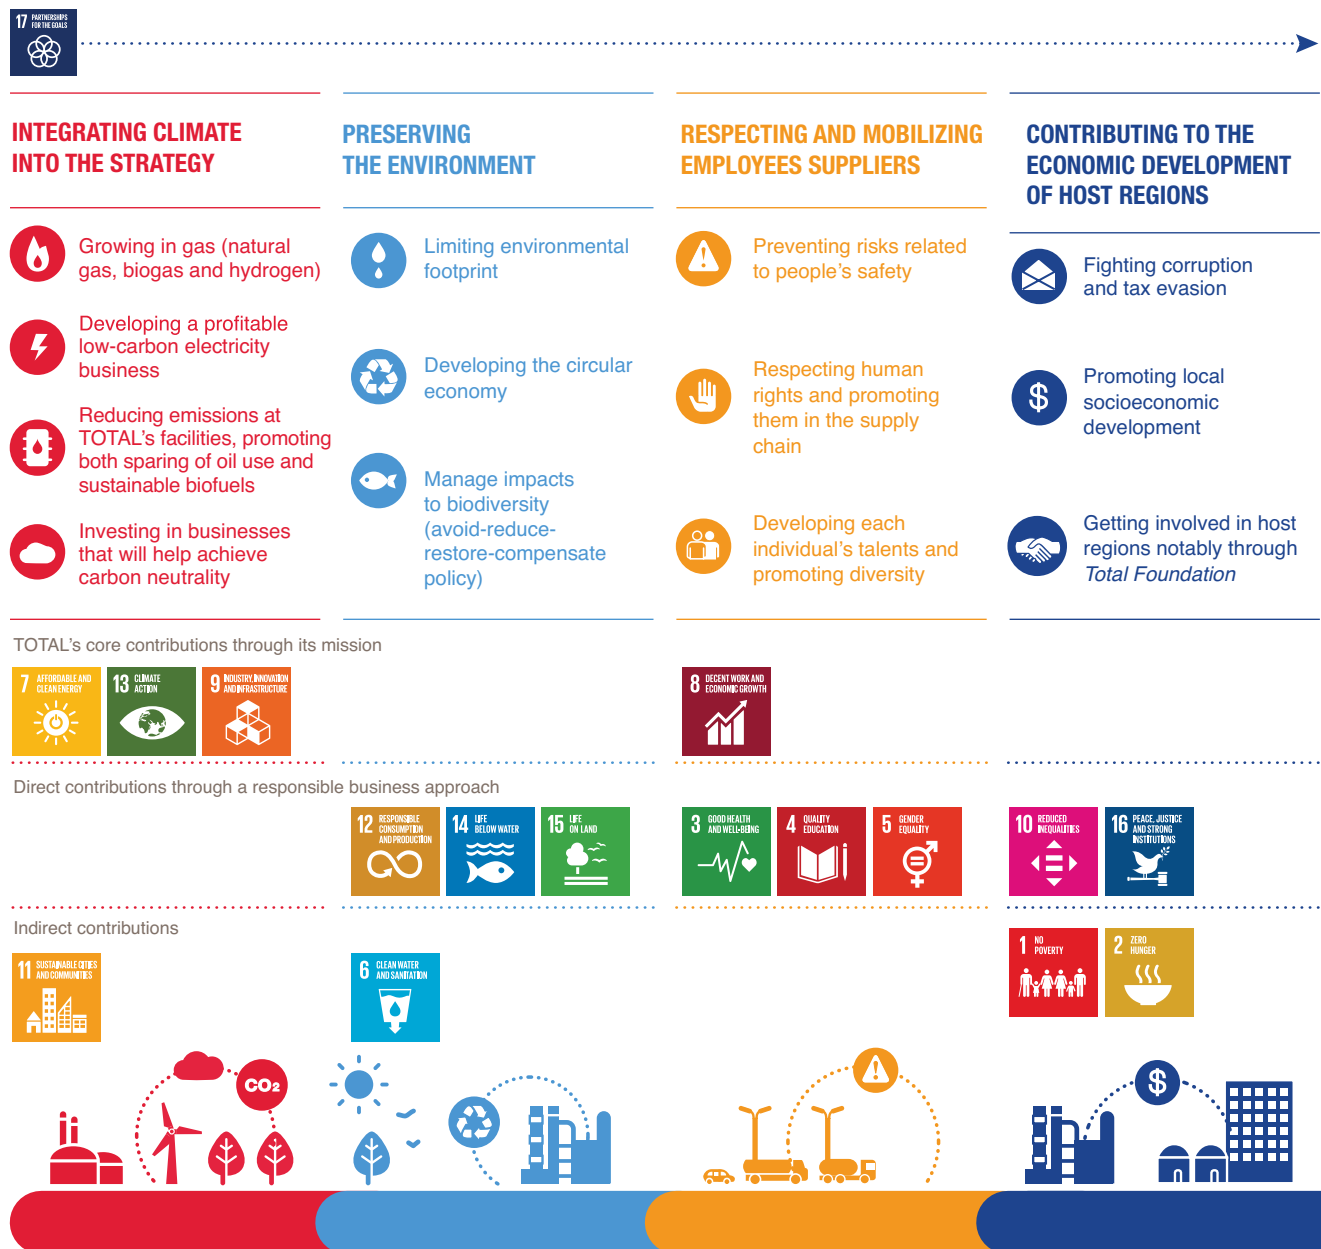 17 PARTNERSHIPS
FOR THE GOALS
INTEGRATING CLIMATE
INTO THE STRATEGY
Growing in gas (natural
gas, biogas and hydrogen)
Developing a profitable
low-carbon electricity
business
Reducing emissions at
TOTAL's facilities, promoting
both sparing of oil use and
sustainable biofuels
Investing in businesses
that will help achieve
carbon neutrality
PRESERVING
THE ENVIRONMENT
Limiting environmental
footprint
Developing the circular
economy
Manage impacts
to biodiversity
(avoid-reduce-
restore-compensate
policy)
RESPECTING AND MOBILIZING
EMPLOYEES SUPPLIERS
Preventing risks related
to people's safety
Respecting human
rights and promoting
them in the supply
chain
Developing each
individual's talents and
promoting diversity
CONTRIBUTING TO THE
ECONOMIC DEVELOPMENT
OF HOST REGIONS
Fighting corruption
and tax evasion
$
Promoting local
socioeconomic
development
Getting involved in host
regions notably through
Total Foundation
TOTAL's core contributions through its mission
7 AFFORDABLE AND
CLEAN ENERGY
13 CLIMATE
ACTION
9 INDUSTRY, INNOVATION
AND INFRASTRUCTURE
8 DECENT WORK AND
ECONOMIC GROWTH
Direct contributions through a responsible business approach
12 RESPONSIBLE
CONSUMPTION
AND PRODUCTION
14 LIFE
BELOW WATER
15 LIFE
ON LAND
3 GOOD HEALTH
AND WELL-BEING
4 QUALITY
EDUCATION
5 GENDER
EQUALITY
10 REDUCED
INEQUALITIES
16 PEACE, JUSTICE
AND STRONG
INSTITUTIONS
Indirect contributions
11 SUSTAINABLE CITIES
AND COMMUNITIES
6 CLEAN WATER
AND SANITATION
1 NO
POVERTY
2 ZERO
HUNGER
CO2
$